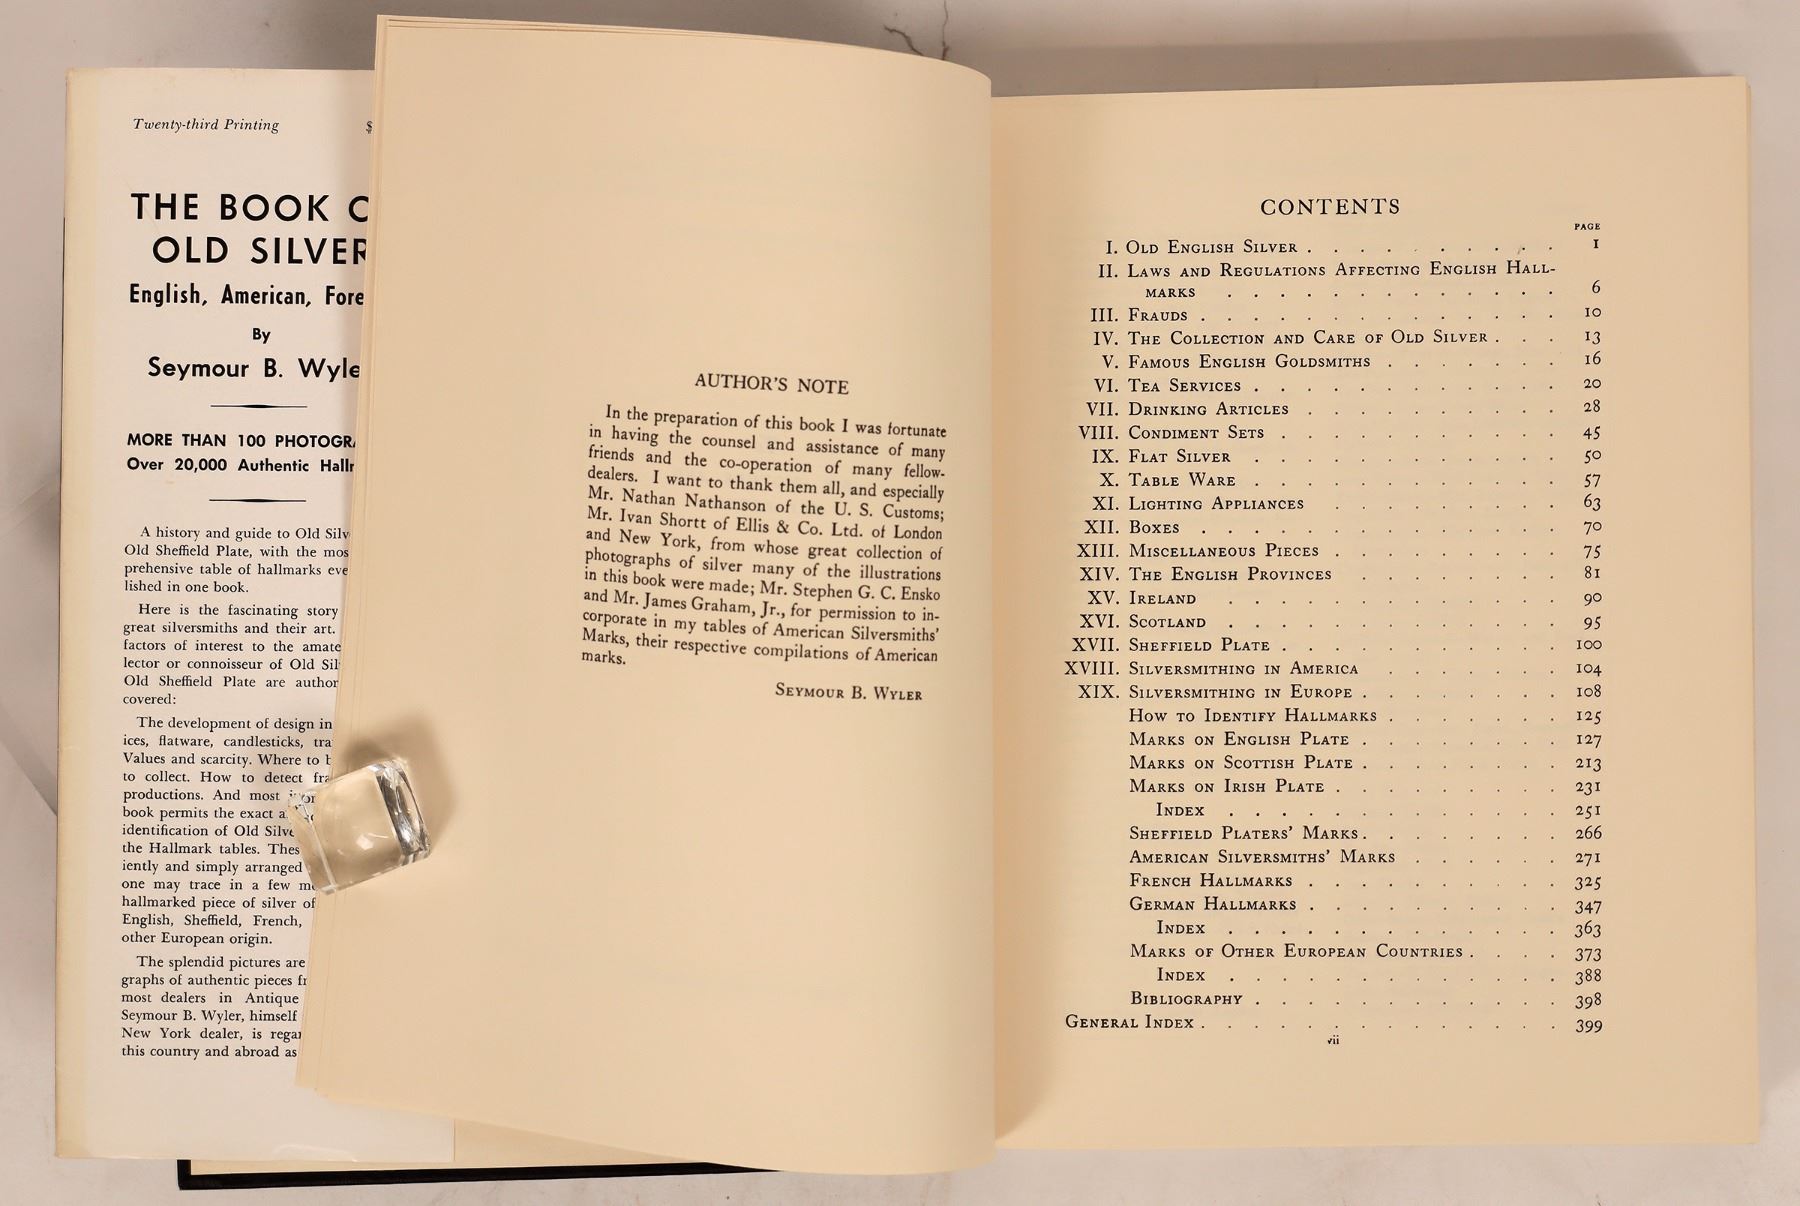 Twenty-third Printing $
THE BOOK
OLD SILVER
English, American,
By
Seymour B.
MORE THAN 100
Over 20,000 Authentic
A history and guide to Old
Old Sheffield Plate, with the
prehensive table of hallmarks
lished in one book.
Here is the fascinating story
great silversmiths and their art.
factors of interest to the
lector or connoisseur of Old
Old Sheffield Plate are
covered:
The development of design in
ices, flatware, candlesticks,
Values and scarcity. Where to
to collect. How to detect
productions. And most
book permits the exact
identification of Old
the Hallmark tables.
iently and simply arranged
one may trace in a few
hallmarked piece of silver of
English, Sheffield, French,
other European origin.
The splendid pictures are
graphs of authentic pieces
most dealers in Antique
Seymour B. Wyler, himself
New York dealer, is
this country and abroad as
AUTHOR'S NOTE
In the preparation of this book I was fortunate
in having the counsel and assistance of many
friends and the co-operation of many fellow-
dealers. I want to thank them all, and especially
Mr. Nathan Nathanson of the U. S. Customs;
Mr. Ivan Shortt of Ellis & Co. Ltd. of London
and New York, from whose great collection of
photographs of silver many of the illustrations
in this book were made; Mr. Stephen G. C. Ensko
and Mr. James Graham, Jr., for permission to in-
corporate in my tables of American Silversmiths'
Marks, their respective compilations of American
marks.
Seymour B. Wyler
CONTENTS
PAGE
I. Old English Silver . . . . . . . . . . 1
II. Laws and Regulations Affecting English Hall-
marks . . . . . . . . . . . . . 6
III. Frauds . . . . . . . . . . . . . . 10
IV. The Collection and Care of Old Silver . . . 13
V. Famous English Goldsmiths . . . . . . . 16
VI. Tea Services . . . . . . . . . . . . 20
VII. Drinking Articles . . . . . . . . . . 28
VIII. Condiment Sets . . . . . . . . . . . 45
IX. Flat Silver . . . . . . . . . . . . . 50
X. Table Ware . . . . . . . . . . . . 57
XI. Lighting Appliances . . . . . . . . . 63
XII. Boxes . . . . . . . . . . . . . . 70
XIII. Miscellaneous Pieces . . . . . . . . . 75
XIV. The English Provinces . . . . . . . . 81
XV. Ireland . . . . . . . . . . . . . 90
XVI. Scotland . . . . . . . . . . . . . 95
XVII. Sheffield Plate . . . . . . . . . . . 100
XVIII. Silversmithing in America . . . . . . . 104
XIX. Silversmithing in Europe . . . . . . . . 108
How to Identify Hallmarks . . . . . . . 125
Marks on English Plate . . . . . . . . 127
Marks on Scottish Plate . . . . . . . . 213
Marks on Irish Plate . . . . . . . . . 231
Index . . . . . . . . . . . . . 251
Sheffield Platers' Marks . . . . . . . . 266
American Silversmiths' Marks . . . . . . 271
French Hallmarks . . . . . . . . . . 325
German Hallmarks . . . . . . . . . . 347
Index . . . . . . . . . . . . . 363
Marks of Other European Countries . . . . 373
Index . . . . . . . . . . . . . 388
Bibliography . . . . . . . . . . . . 398
General Index . . . . . . . . . . . . . . 399
vii